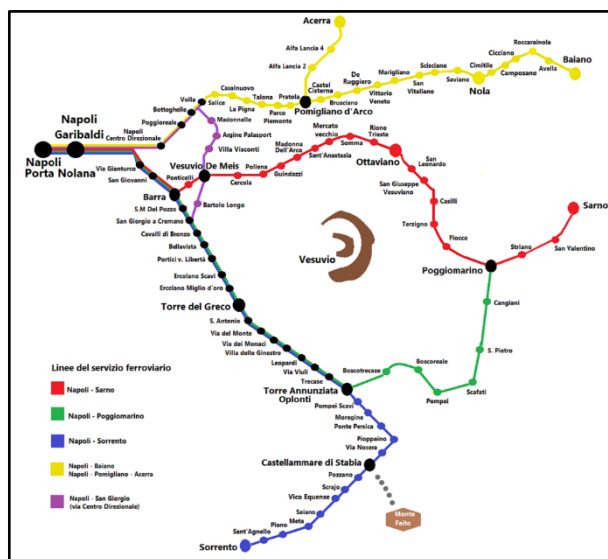 Acerra
Alfa Lancia 4
Alfa Lancia 2
Castel
Cisterna
Pratola
Pomigliano d'Arco
Brusciano
De
Ruggiero
Vittorio
Veneto
Marigliano
San
Vitaliano
Scisciano
Saviano
Nola
Cimitile
Cicciano
Camposano
Roccarainola
Avella
Baiano
Casalnuovo
La Pigna
Talona
Parco
Piemonte
Volla
Salice
Botteghelle
Poggioreale
Madonnelle
Argine Palasport
Villa Visconti
Napoli
Centro Direzionale
Napoli
Garibaldi
Napoli
Porta Nolana
Via Gianturco
San Giovanni
Barra
Ponticelli
Vesuvio De Meis
Cercola
Pollena
Guindazzi
Madonna
Dell'Arco
Sant'Anastasia
Mercato
vecchio
Somma
Rione
Trieste
Ottaviano
San
Leonardo
San Giuseppe
Vesuviano
Casilli
Terzigno
Flocco
Poggiomarino
Striano
San Valentino
Sarno
Bartolo Longo
S.M Del Pozzo
San Giorgio a Cremano
Cavalli di Bronzo
Bellavista
Portici v. Libertà
Ercolano Scavi
Ercolano Miglio d'oro
Torre del Greco
S. Antonio
Via del Monte
Via dei Monaci
Villa delle Ginestre
Leopardi
Via Viuli
Trecase
Torre Annunziata
Oplonti
Vesuvio
Cangiani
S. Pietro
Scafati
Pompei
Boscoreale
Boscotrecase
Pompei Scavi
Moregine
Ponte Persica
Pioppaino
Via Nocera
Castellammare di Stabia
Pozzano
Scrajo
Vico Equense
Seiano
Meta
Piano
Sant'Agnello
Sorrento
Monte
Faito
Linee del servizio ferroviario
Napoli - Sarno
Napoli - Poggiomarino
Napoli - Sorrento
Napoli - Baiano
Napoli - Pomigliano - Acerra
Napoli - San Giorgio
(via Centro Direzionale)